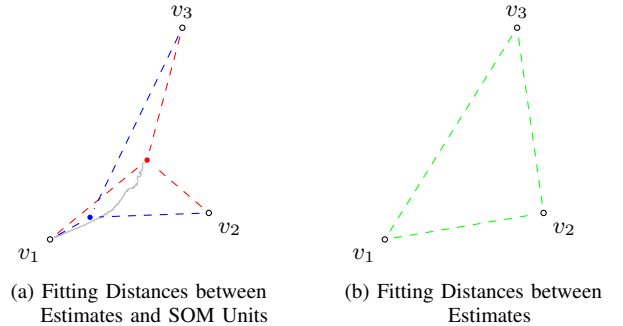 v3
v1
v2
(a) Fitting Distances between
Estimates and SOM Units
v3
v1
v2
(b) Fitting Distances between
Estimates